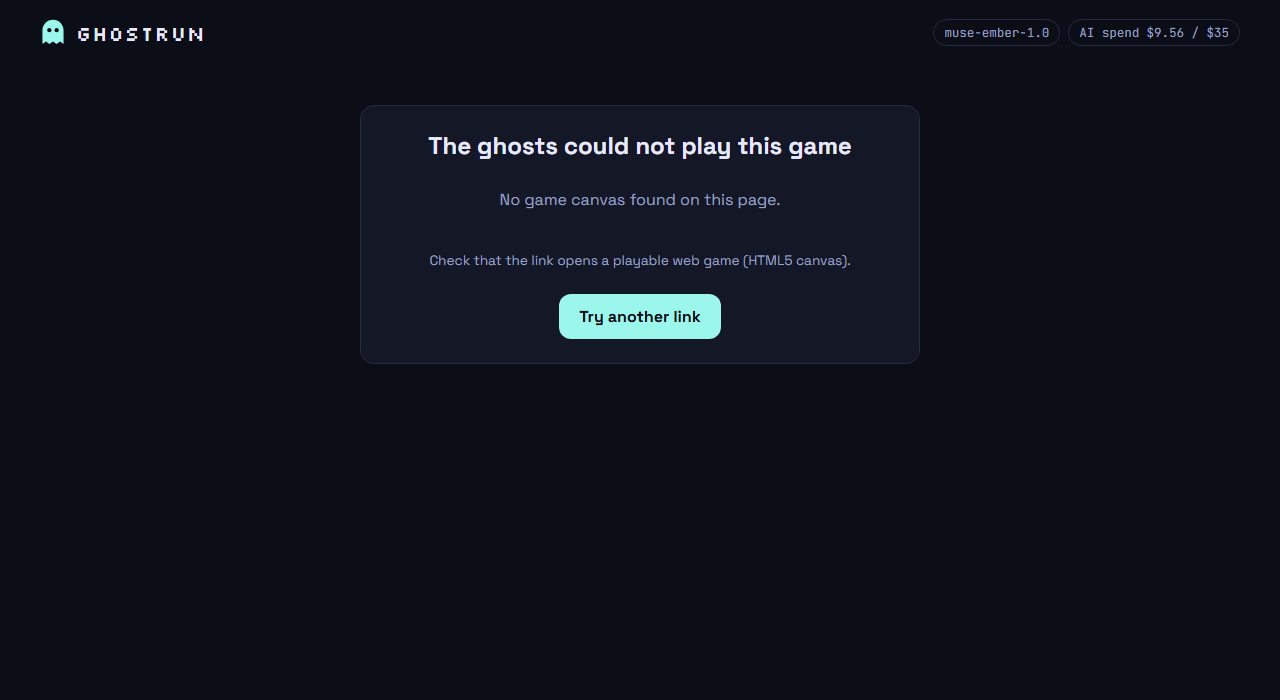 GHOSTRUN
muse-ember-1.0
AI spend $9.56 / $35
The ghosts could not play this game
No game canvas found on this page.
Check that the link opens a playable web game (HTML5 canvas).
Try another link